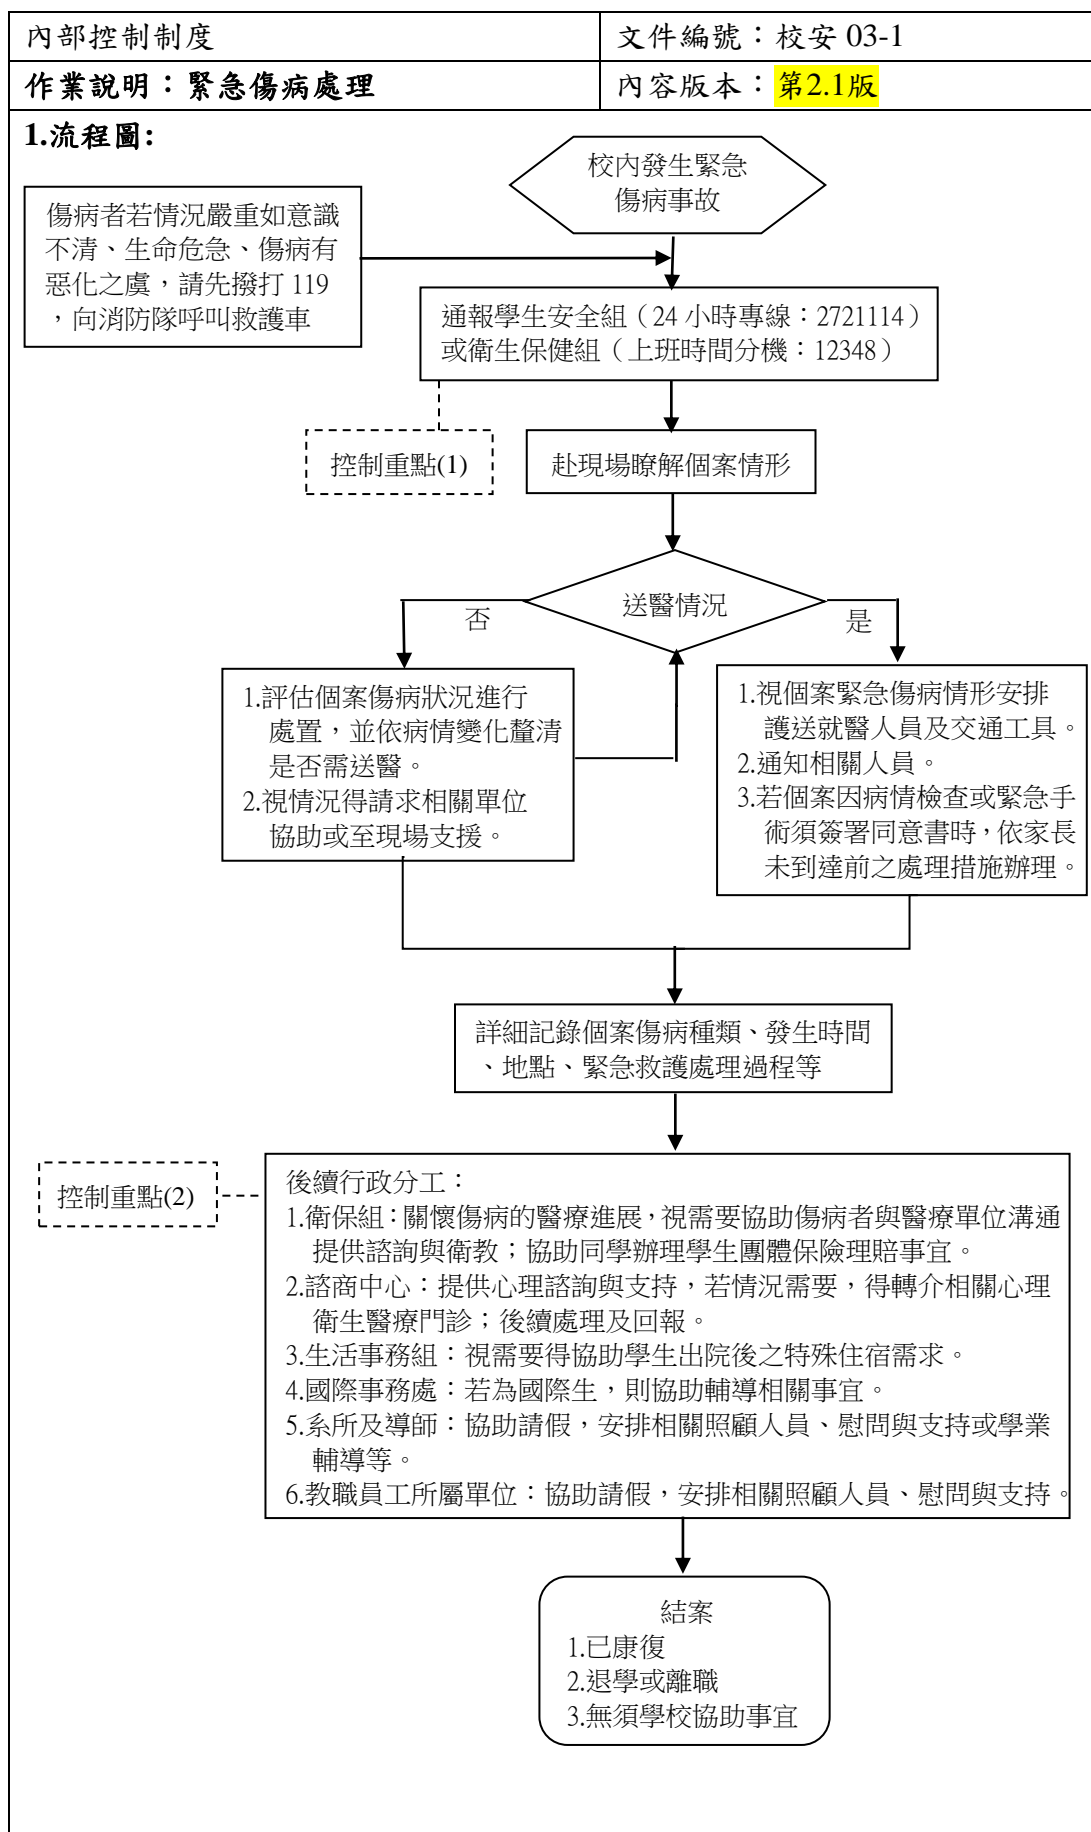 內部控制制度
文件編號：校安 03-1
作業說明：緊急傷病處理
內容版本：第2.1版
1.流程圖:
校內發生緊急
傷病事故
傷病者若情況嚴重如意識
不清、生命危急、傷病有
惡化之虞，請先撥打 119
，向消防隊呼叫救護車
通報學生安全組（24 小時專線：2721114）
或衛生保健組（上班時間分機：12348）
控制重點(1)
赴現場瞭解個案情形
送醫情況
否
是
1.評估個案傷病狀況進行
處置，並依病情變化釐清
是否需送醫。
2.視情況得請求相關單位
協助或至現場支援。
1.視個案緊急傷病情形安排
護送就醫人員及交通工具。
2.通知相關人員。
3.若個案因病情檢查或緊急手
術須簽署同意書時，依家長
未到達前之處理措施辦理。
詳細記錄個案傷病種類、發生時間
、地點、緊急救護處理過程等
控制重點(2)
後續行政分工：
1.衛保組：關懷傷病的醫療進展，視需要協助傷病者與醫療單位溝通
提供諮詢與衛教；協助同學辦理學生團體保險理賠事宜。
2.諮商中心：提供心理諮詢與支持，若情況需要，得轉介相關心理
衛生醫療門診；後續處理及回報。
3.生活事務組：視需要得協助學生出院後之特殊住宿需求。
4.國際事務處：若為國際生，則協助輔導相關事宜。
5.系所及導師：協助請假，安排相關照顧人員、慰問與支持或學業
輔導等。
6.教職員工所屬單位：協助請假，安排相關照顧人員、慰問與支持。
結案
1.已康復
2.退學或離職
3.無須學校協助事宜